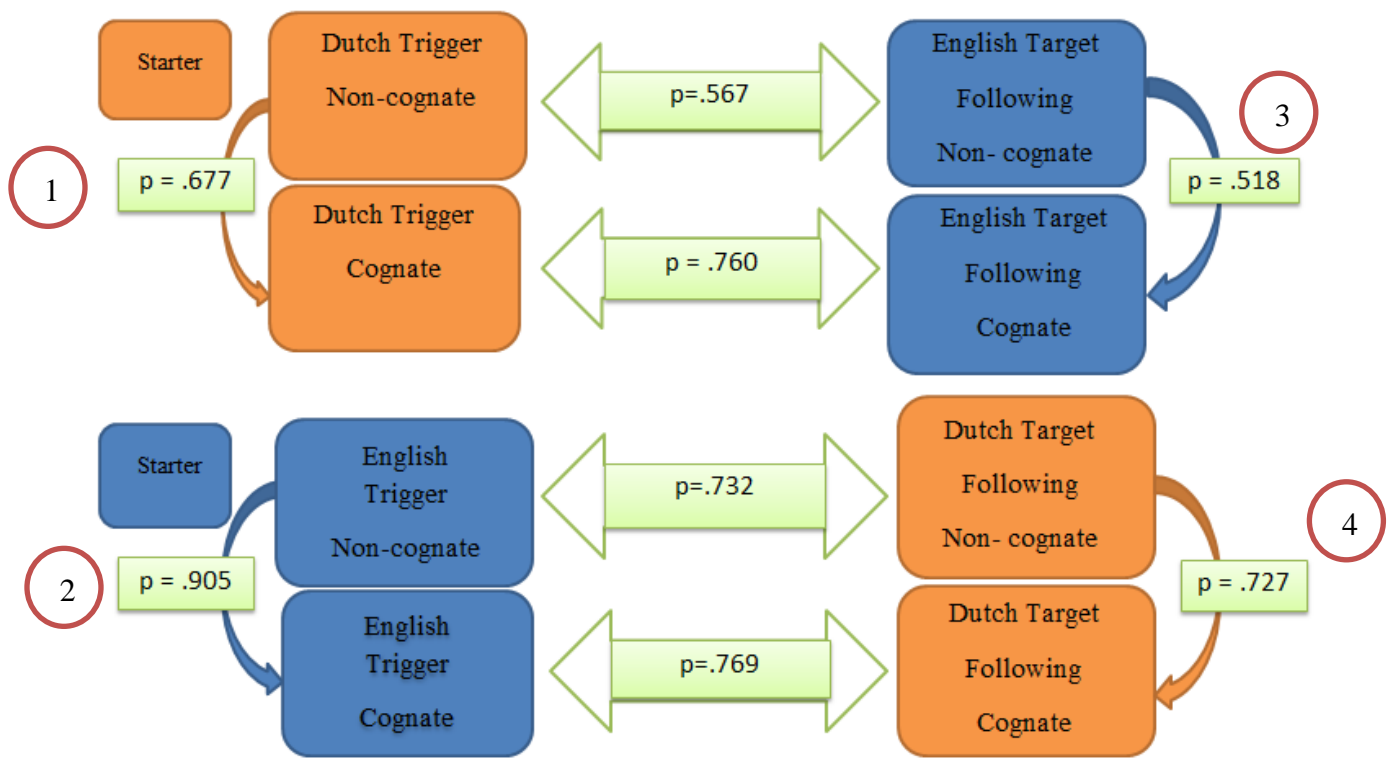 Starter
Dutch Trigger
Non-cognate
p=.567
English Target
Following
Non- cognate
3
1
p = .677
p = .518
Dutch Trigger
Cognate
p = .760
English Target
Following
Cognate
Starter
English
Trigger
Non-cognate
p=.732
Dutch Target
Following
Non- cognate
4
2
p = .905
p = .727
English
Trigger
Cognate
p=.769
Dutch Target
Following
Cognate